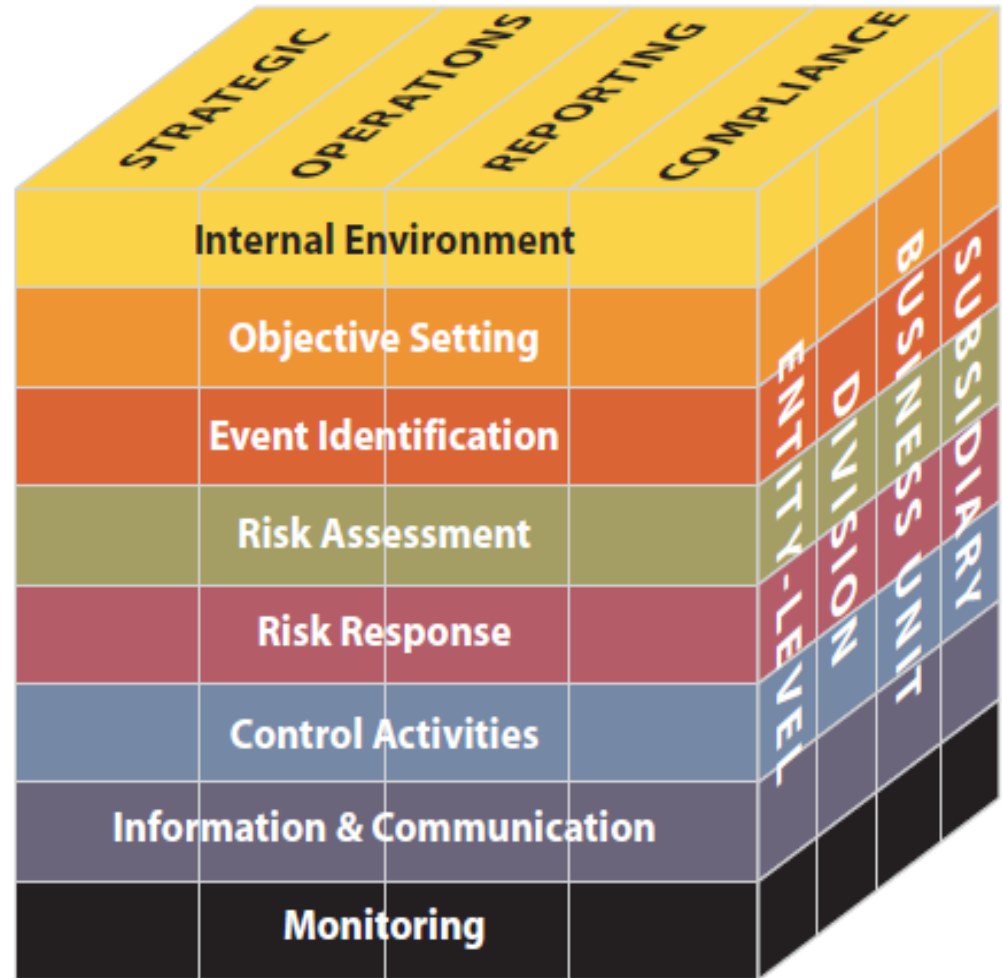 STRATEGIC
OPERATIONS
REPORTING
COMPLIANCE
Internal Environment
Objective Setting
Event Identification
Risk Assessment
Risk Response
Control Activities
Information & Communication
Monitoring
ENTITY-LEVEL
DIVISION
BUSINESS UNIT
SUBSIDIARY